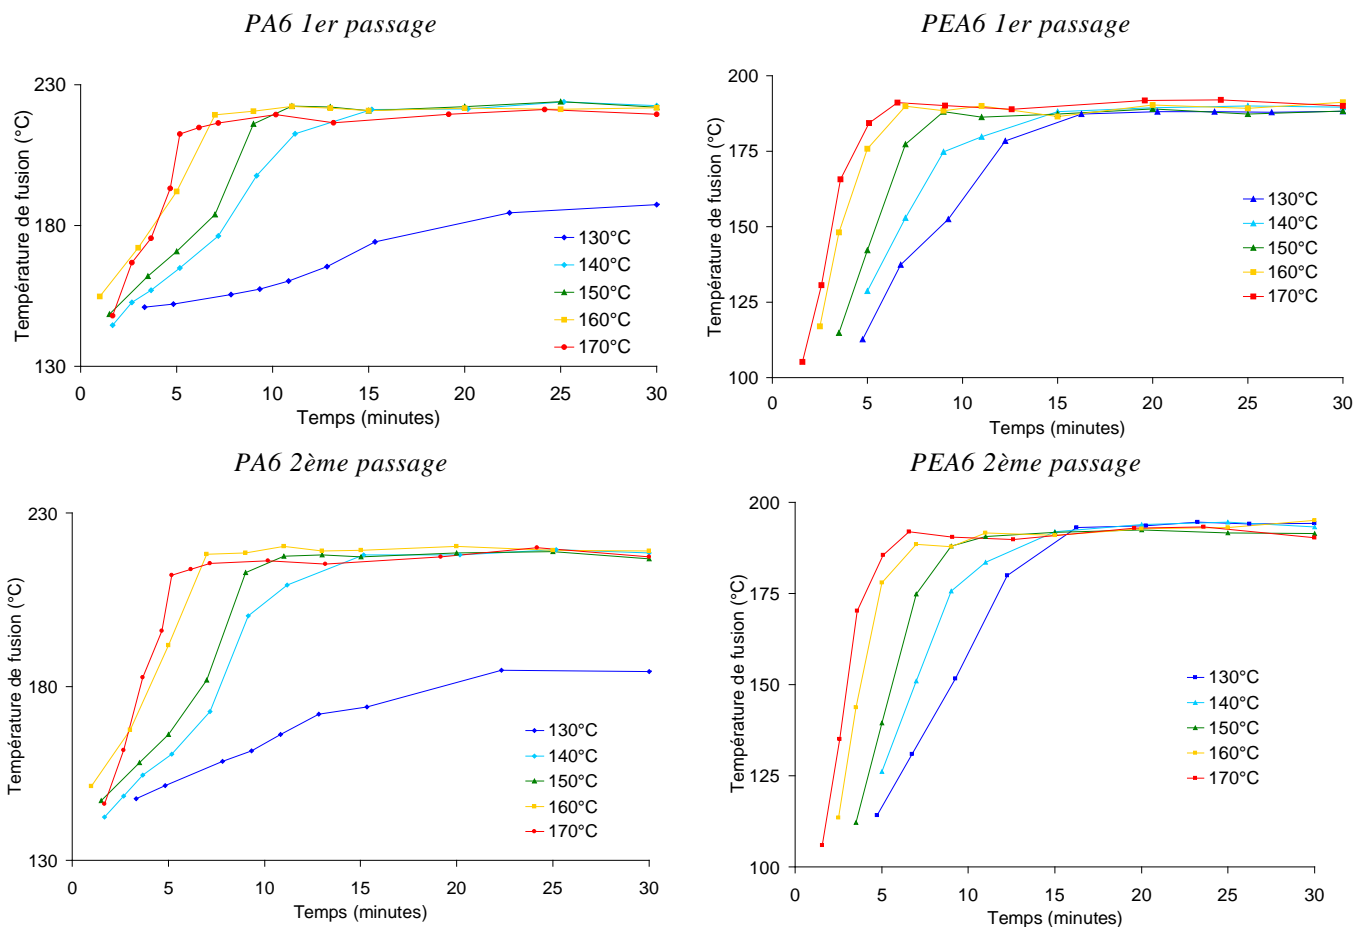 PA6 1er passage
230
180
130
0 5 10 15 20 25 30
Température de fusion (°C)
Temps (minutes)
130°C
140°C
150°C
160°C
170°C
PEA6 1er passage
200
175
150
125
100
0 5 10 15 20 25 30
Température de fusion (°C)
Temps (minutes)
130°C
140°C
150°C
160°C
170°C
PA6 2ème passage
230
180
130
0 5 10 15 20 25 30
Température de fusion (°C)
Temps (minutes)
130°C
140°C
150°C
160°C
170°C
PEA6 2ème passage
200
175
150
125
100
0 5 10 15 20 25 30
Température de fusion (°C)
Temps (minutes)
130°C
140°C
150°C
160°C
170°C